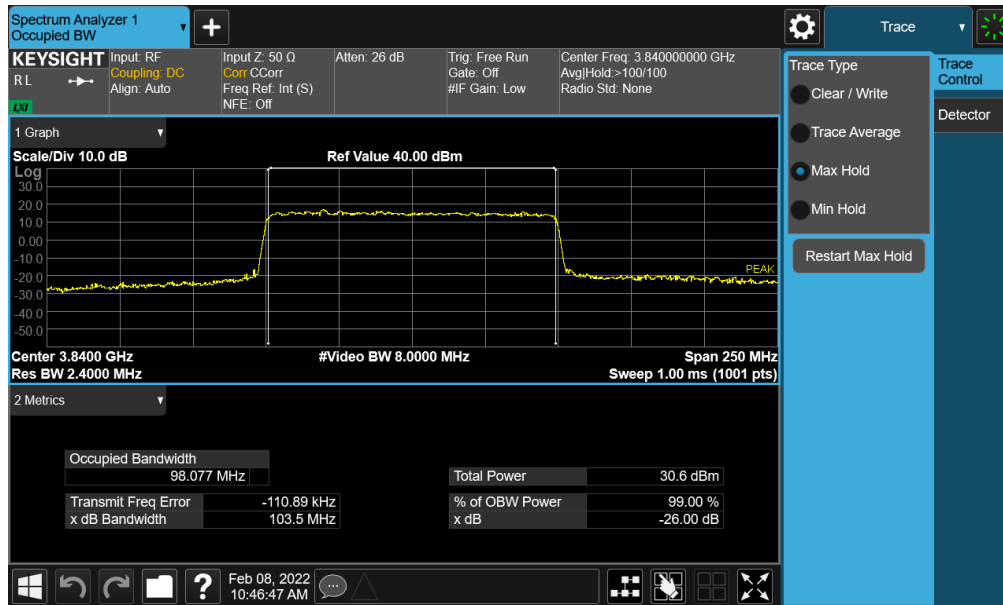 Spectrum Analyzer 1
Occupied BW
+
Trace
KEYSIGHT
R L
LXI
Input: RF
Coupling: DC
Align: Auto
Input Z: 50 Ω
Corr CCorr
Freq Ref: Int (S)
NFE: Off
Atten: 26 dB
Trig: Free Run
Gate: Off
#IF Gain: Low
Center Freq: 3.840000000 GHz
Avg|Hold:>100/100
Radio Std: None
Trace Type
Clear / Write
Trace Average
Max Hold
Min Hold
Restart Max Hold
Trace
Control
Detector
1 Graph
Scale/Div 10.0 dB
Ref Value 40.00 dBm
Log
30.0
20.0
10.0
0.00
-10.0
-20.0
-30.0
-40.0
-50.0
PEAK
Center 3.8400 GHz
#Video BW 8.0000 MHz
Span 250 MHz
Res BW 2.4000 MHz
Sweep 1.00 ms (1001 pts)
2 Metrics
Occupied Bandwidth
98.077 MHz
Total Power 30.6 dBm
Transmit Freq Error -110.89 kHz
% of OBW Power 99.00 %
x dB Bandwidth 103.5 MHz
x dB -26.00 dB
?
Feb 08, 2022
10:46:47 AM